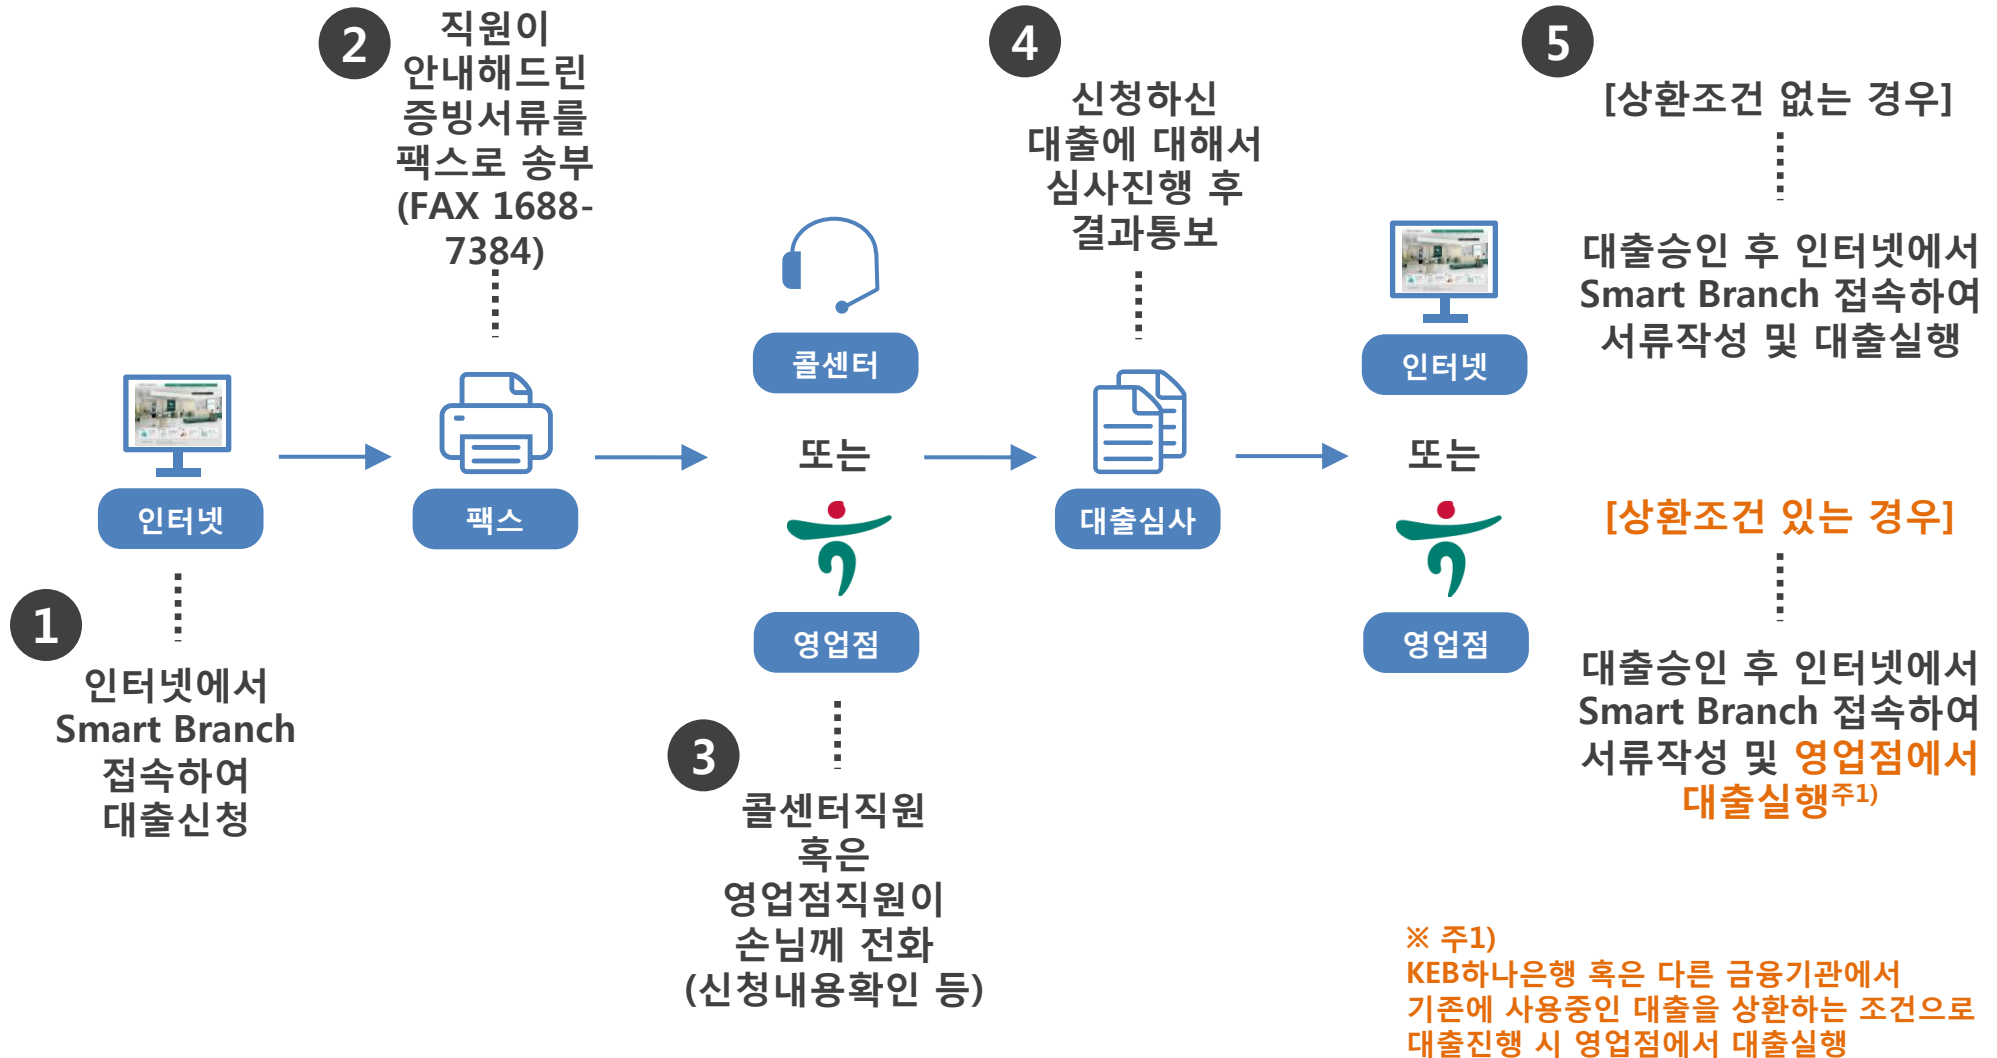 1
인터넷
인터넷에서
Smart Branch
접속하여
대출신청
2
직원이
안내해드린
증빙서류를
팩스로 송부
(FAX 1688-
7384)
팩스
콜센터
또는
영업점
3
콜센터직원
혹은
영업점직원이
손님께 전화
(신청내용확인 등)
4
신청하신
대출에 대해서
심사진행 후
결과통보
대출심사
인터넷
또는
영업점
5
[상환조건 없는 경우]
대출승인 후 인터넷에서
Smart Branch 접속하여
서류작성 및 대출실행
[상환조건 있는 경우]
대출승인 후 인터넷에서
Smart Branch 접속하여
서류작성 및 영업점에서
대출실행주1)
※ 주1)
KEB하나은행 혹은 다른 금융기관에서
기존에 사용중인 대출을 상환하는 조건으로
대출진행 시 영업점에서 대출실행